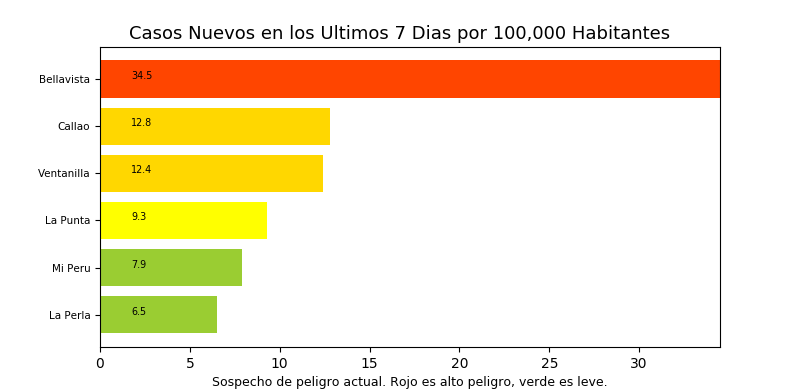 Casos Nuevos en los Ultimos 7 Dias por 100,000 Habitantes
Bellavista 34.5
Callao 12.8
Ventanilla 12.4
La Punta 9.3
Mi Peru 7.9
La Perla 6.5
0 5 10 15 20 25 30
Sospecho de peligro actual. Rojo es alto peligro, verde es leve.